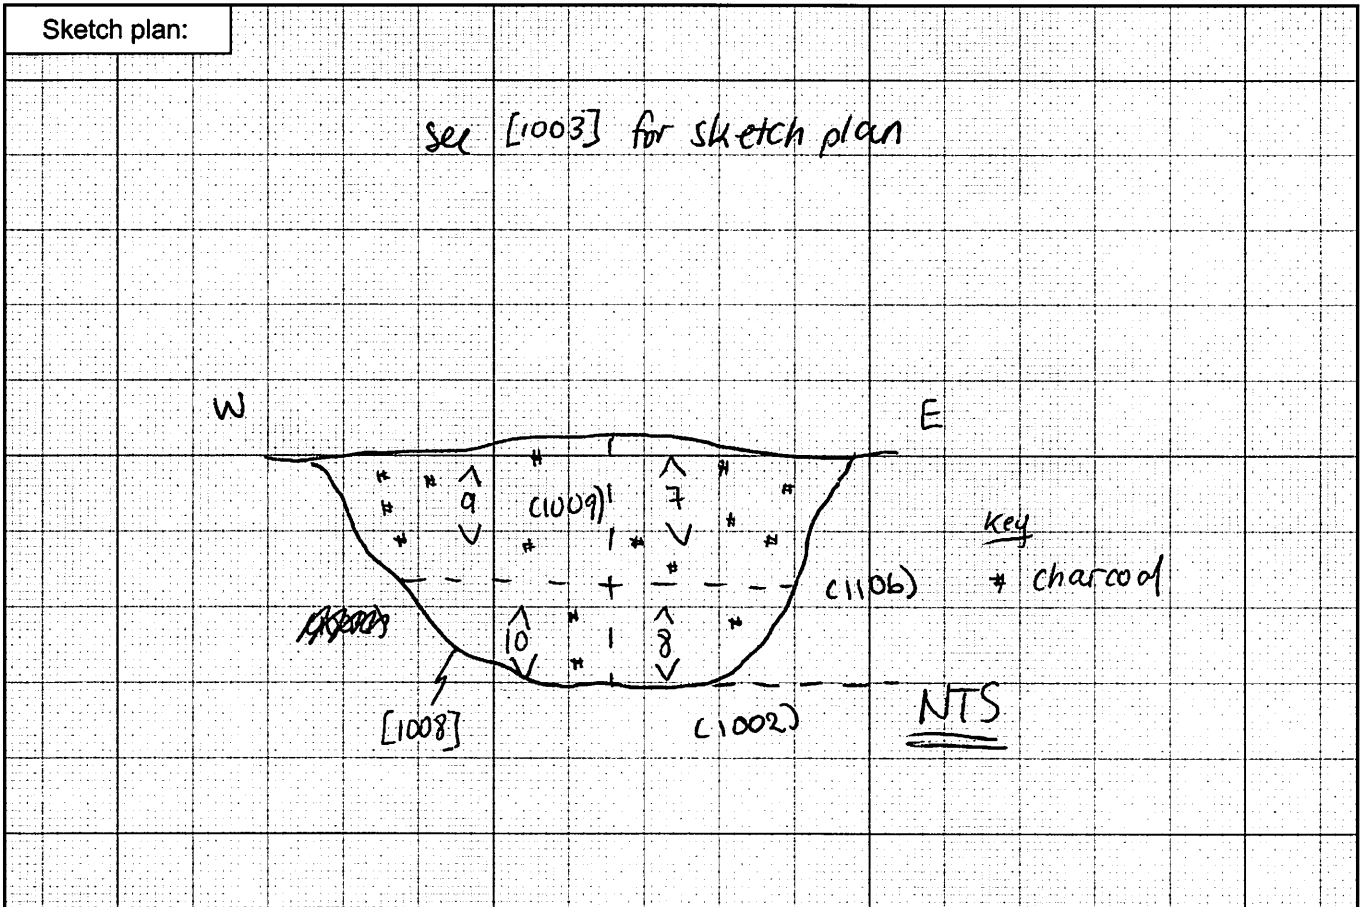 Sketch plan:
see [1003] for sketch plan
W
E
9
(1009)
7
key
# charcoal
(1106)
10
8
[1008]
(1002)
NTS